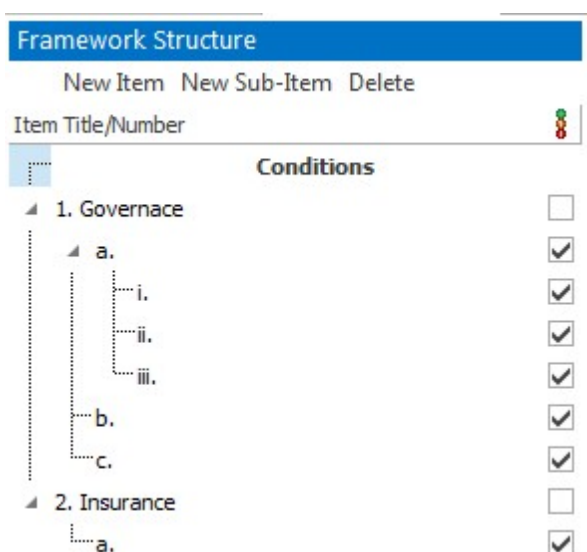 Framework Structure
New Item New Sub-Item Delete
Item Title/Number
Conditions
1. Governace
a.
i.
ii.
iii.
b.
c.
2. Insurance
a.